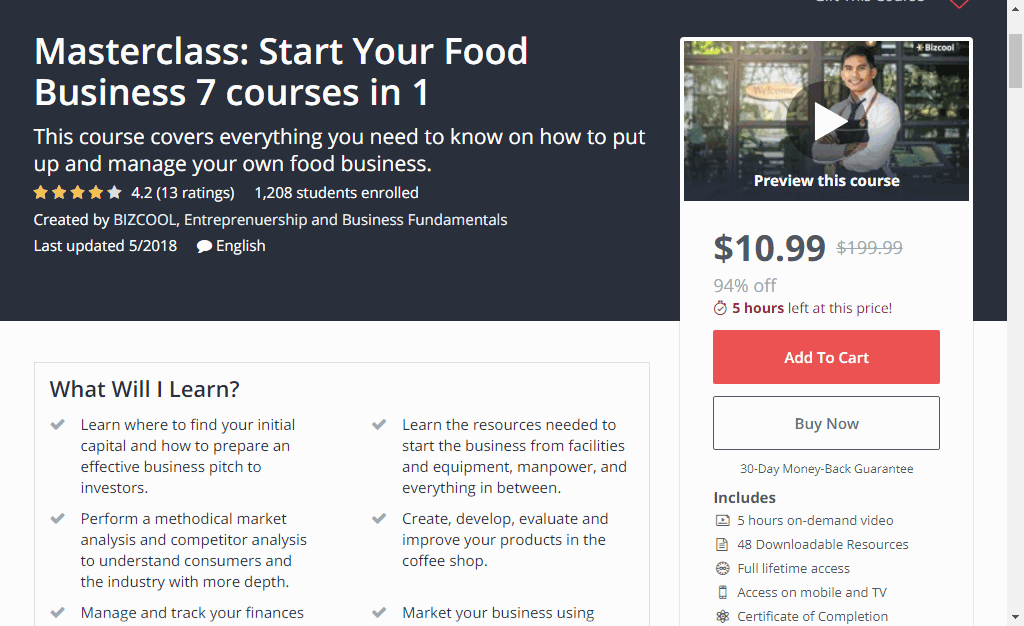 Gift This Course
Masterclass: Start Your Food
Business 7 courses in 1
This course covers everything you need to know on how to put
up and manage your own food business.
4.2 (13 ratings) 1,208 students enrolled
Created by BIZCOOL, Entreprenuership and Business Fundamentals
Last updated 5/2018 English
Bizcool
Welcome
Preview this course
$10.99 $199.99
94% off
5 hours left at this price!
Add To Cart
Buy Now
30-Day Money-Back Guarantee
Includes
5 hours on-demand video
48 Downloadable Resources
Full lifetime access
Access on mobile and TV
Certificate of Completion
What Will I Learn?
Learn where to find your initial
capital and how to prepare an
effective business pitch to
investors.
Perform a methodical market
analysis and competitor analysis
to understand consumers and
the industry with more depth.
Manage and track your finances
Learn the resources needed to
start the business from facilities
and equipment, manpower, and
everything in between.
Create, develop, evaluate and
improve your products in the
coffee shop.
Market your business using